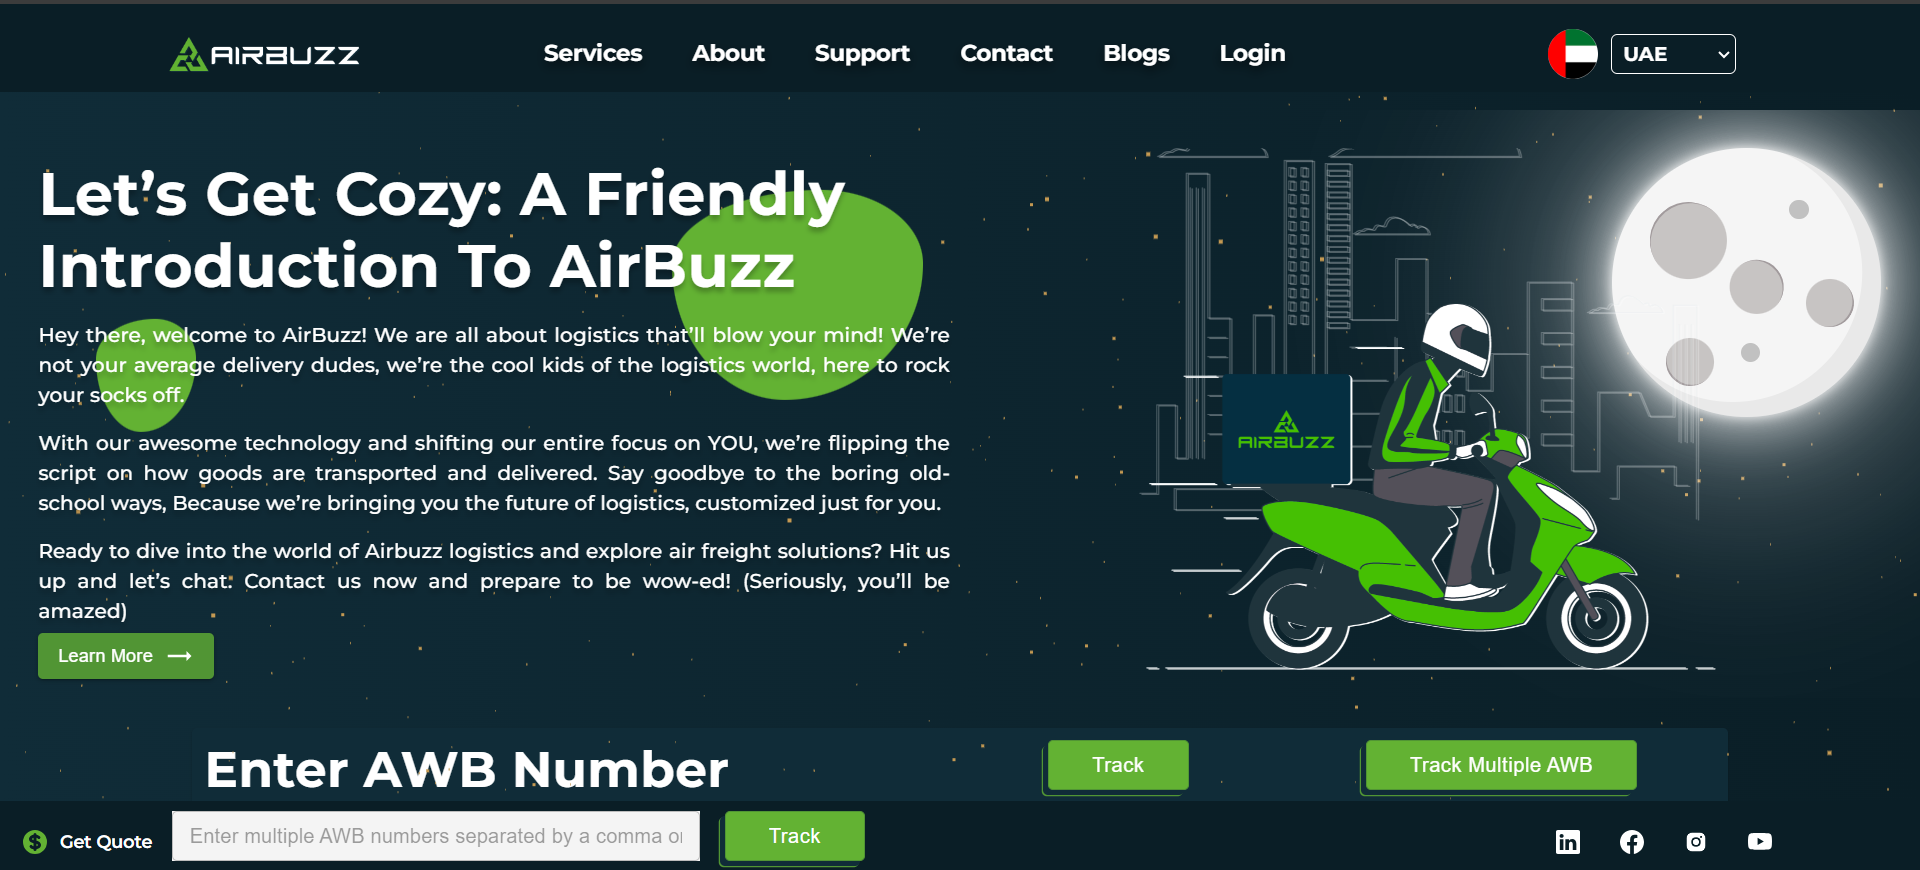 AIRBUZZ
Services
About
Support
Contact
Blogs
Login
UAE
Let’s Get Cozy: A Friendly
Introduction To AirBuzz
Hey there, welcome to AirBuzz! We are all about logistics that’ll blow your mind! We’re
not your average delivery dudes, we’re the cool kids of the logistics world, here to rock
your socks off.
With our awesome technology and shifting our entire focus on YOU, we’re flipping the
script on how goods are transported and delivered. Say goodbye to the boring old-
school ways, Because we’re bringing you the future of logistics, customized just for you.
Ready to dive into the world of Airbuzz logistics and explore air freight solutions? Hit us
up and let’s chat. Contact us now and prepare to be wow-ed! (Seriously, you’ll be
amazed)
Learn More
AIRBUZZ
Enter AWB Number
Track
Track Multiple AWB
Get Quote
Enter multiple AWB numbers separated by a comma or
Track